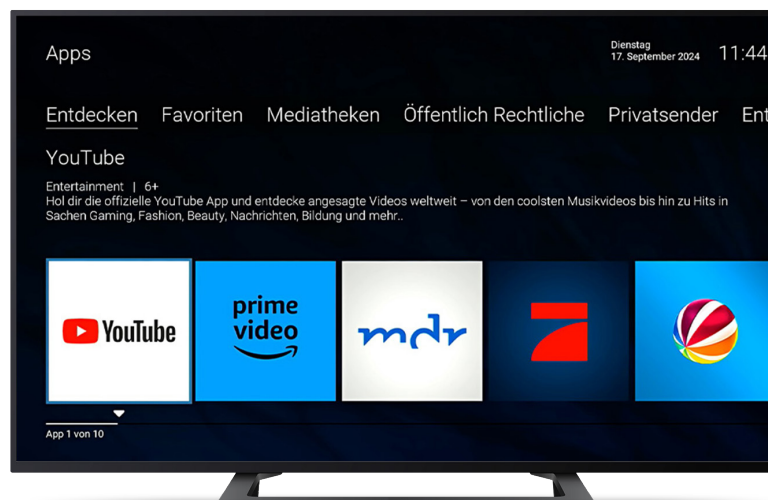 Apps
Dienstag
17. September 2024
11:44
Entdecken Favoriten Mediatheken Öffentlich Rechtliche Privatsender Ent
YouTube
Entertainment | 6+
Hol dir die offizielle YouTube App und entdecke angesagte Videos weltweit – von den coolsten Musikvideos bis hin zu Hits in
Sachen Gaming, Fashion, Beauty, Nachrichten, Bildung und mehr..
YouTube
prime
video
mdr
7
App 1 von 10